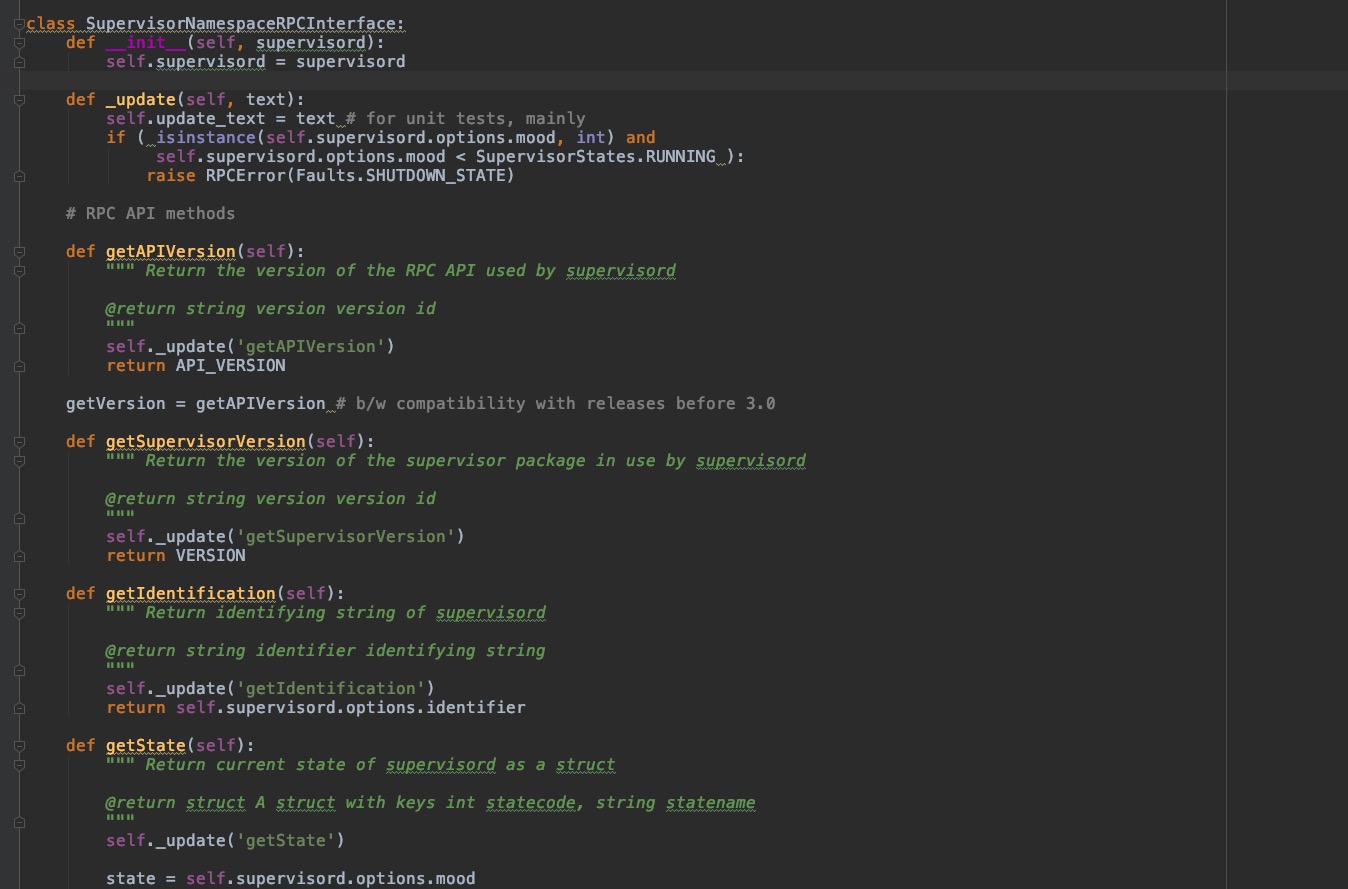 class SupervisorNamespaceRPCInterface:
    def __init__(self, supervisord):
        self.supervisord = supervisord

    def _update(self, text):
        self.update_text = text # for unit tests, mainly
        if ( isinstance(self.supervisord.options.mood, int) and
             self.supervisord.options.mood < SupervisorStates.RUNNING ):
            raise RPCError(Faults.SHUTDOWN_STATE)

    # RPC API methods

    def getAPIVersion(self):
        """ Return the version of the RPC API used by supervisord

        @return string version version id
        """
        self._update('getAPIVersion')
        return API_VERSION

    getVersion = getAPIVersion # b/w compatibility with releases before 3.0

    def getSupervisorVersion(self):
        """ Return the version of the supervisor package in use by supervisord

        @return string version version id
        """
        self._update('getSupervisorVersion')
        return VERSION

    def getIdentification(self):
        """ Return identifying string of supervisord

        @return string identifier identifying string
        """
        self._update('getIdentification')
        return self.supervisord.options.identifier

    def getState(self):
        """ Return current state of supervisord as a struct

        @return struct A struct with keys int statecode, string statename
        """
        self._update('getState')

        state = self.supervisord.options.mood